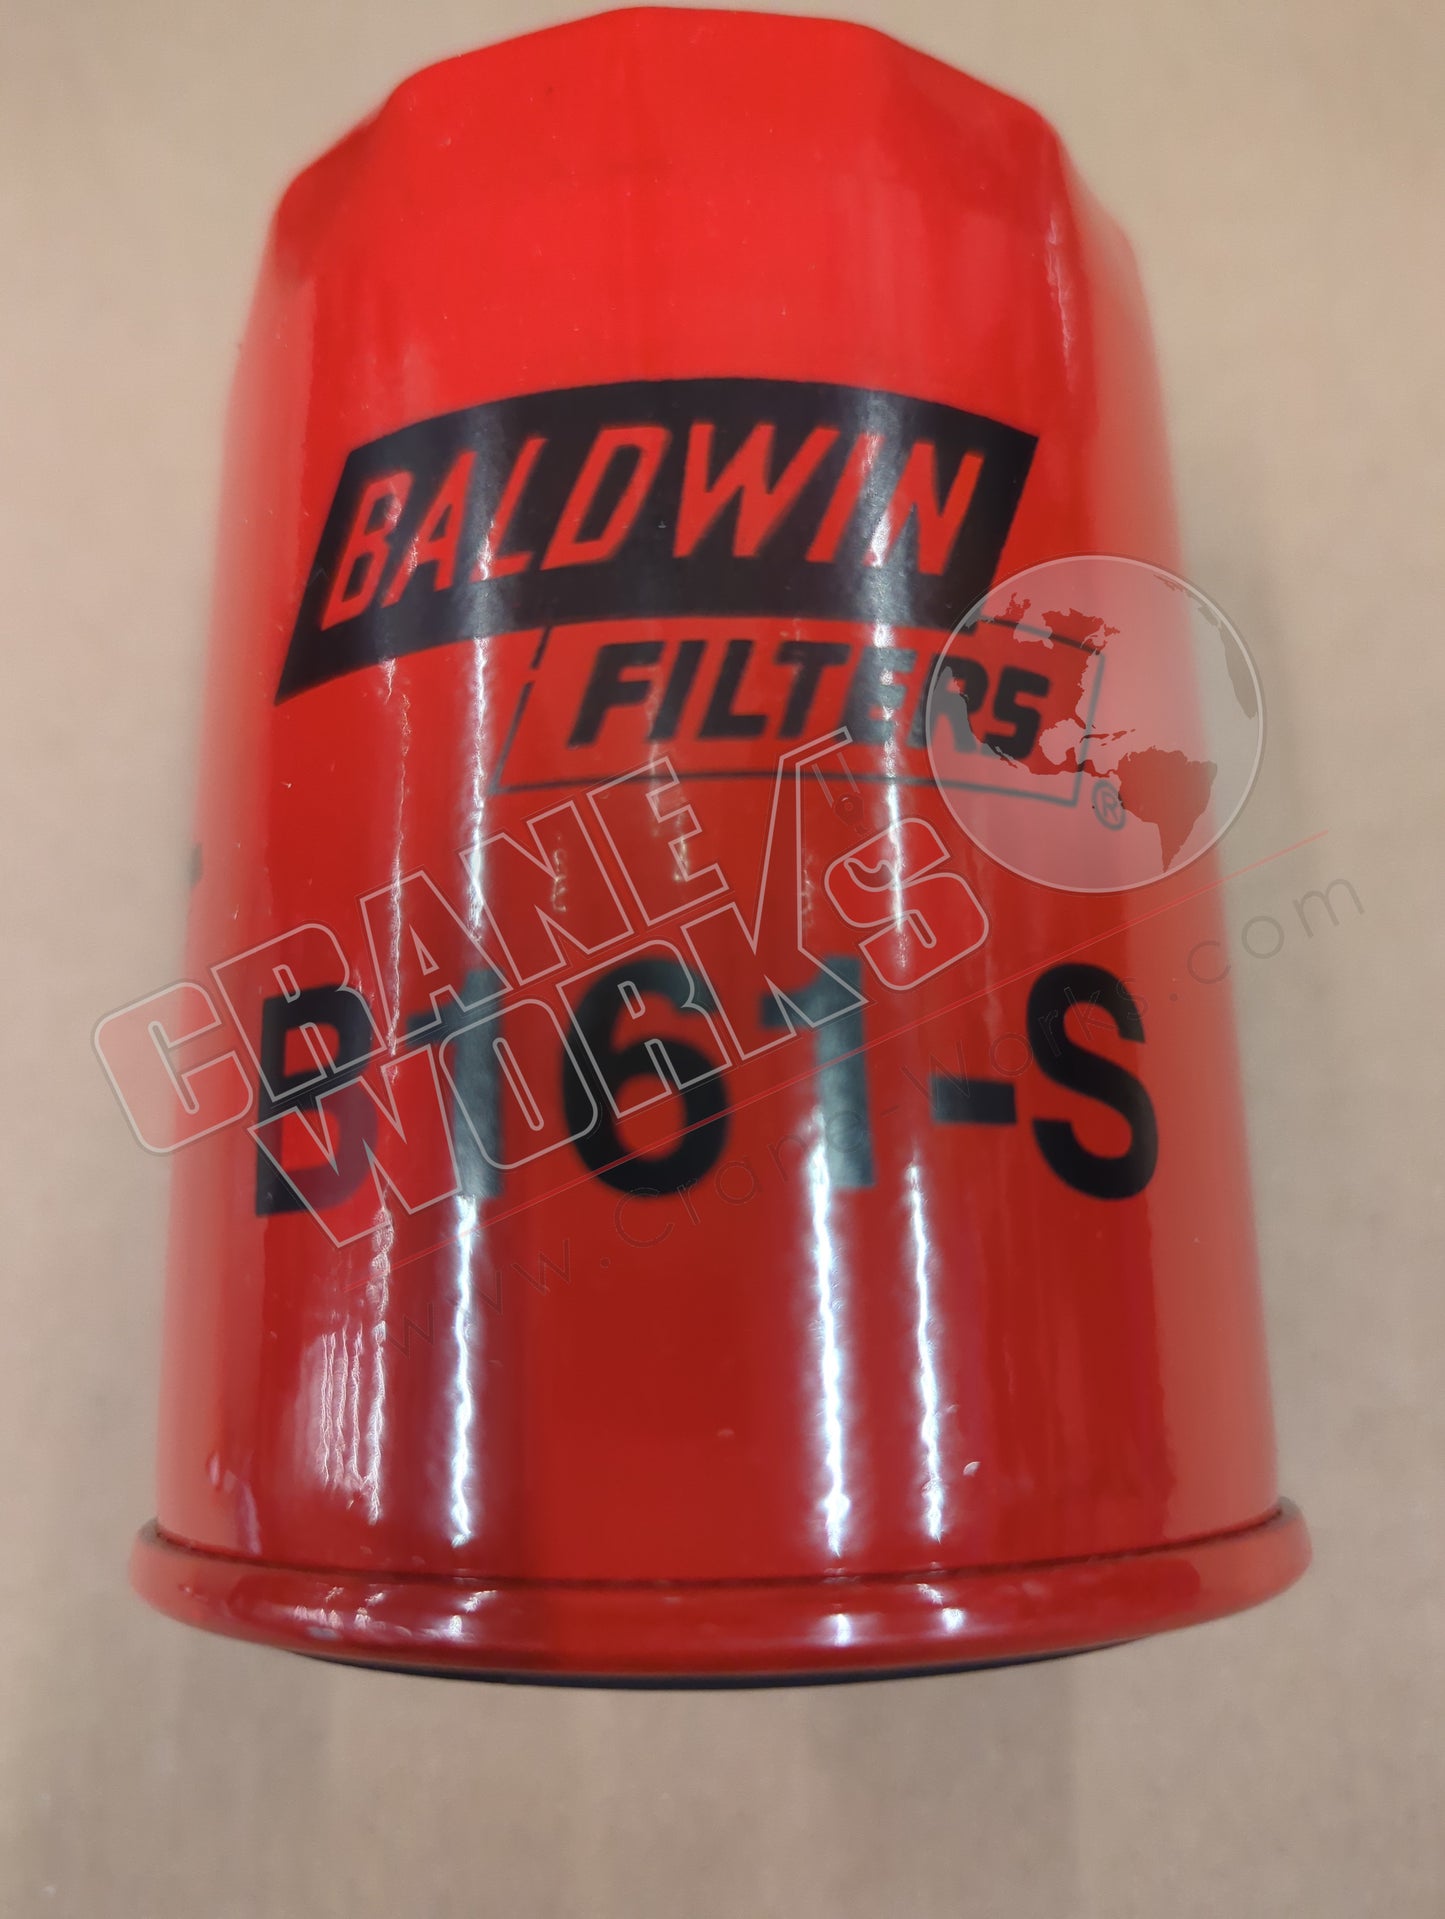 BALDWIN
FILTERS
®
CRANE
WORKS
B161-S
www.Crane-Works.com